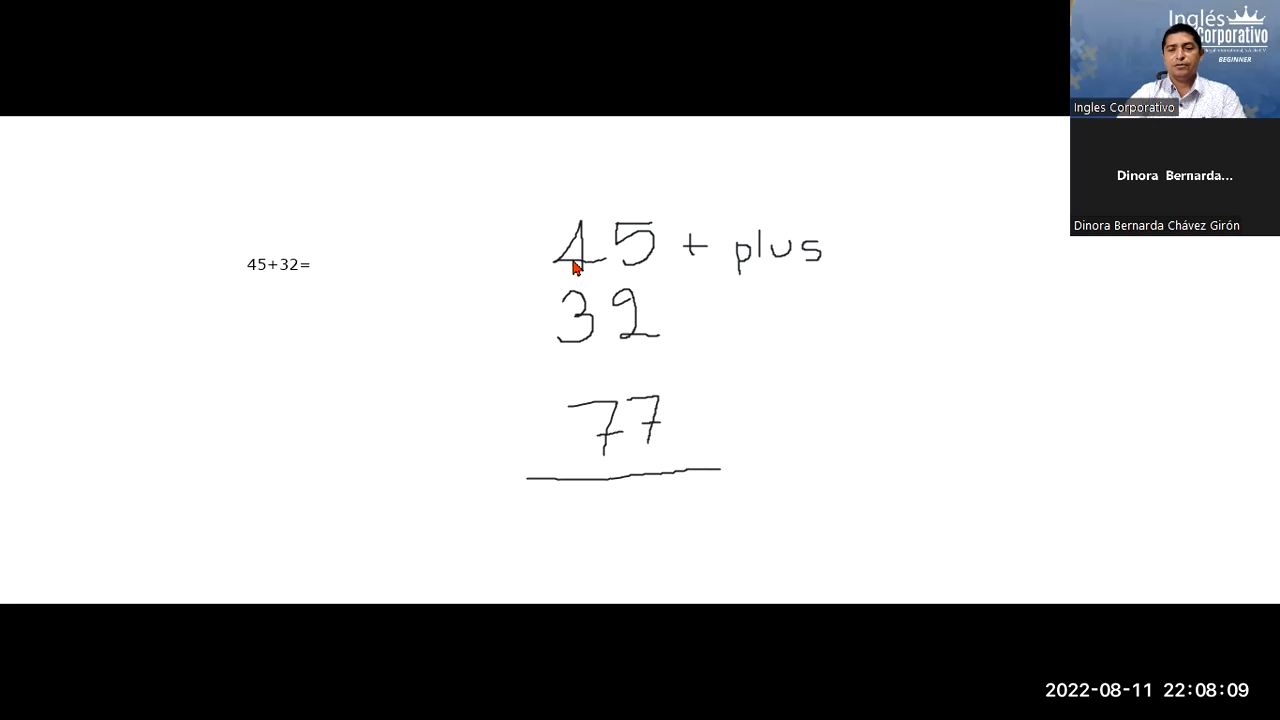 45+32=
45 + plus
32
77
Inglés
Corporativo
BEGINNER
Ingles Corporativo
Dinora Bernarda...
Dinora Bernarda Chávez Girón
2022-08-11 22:08:09